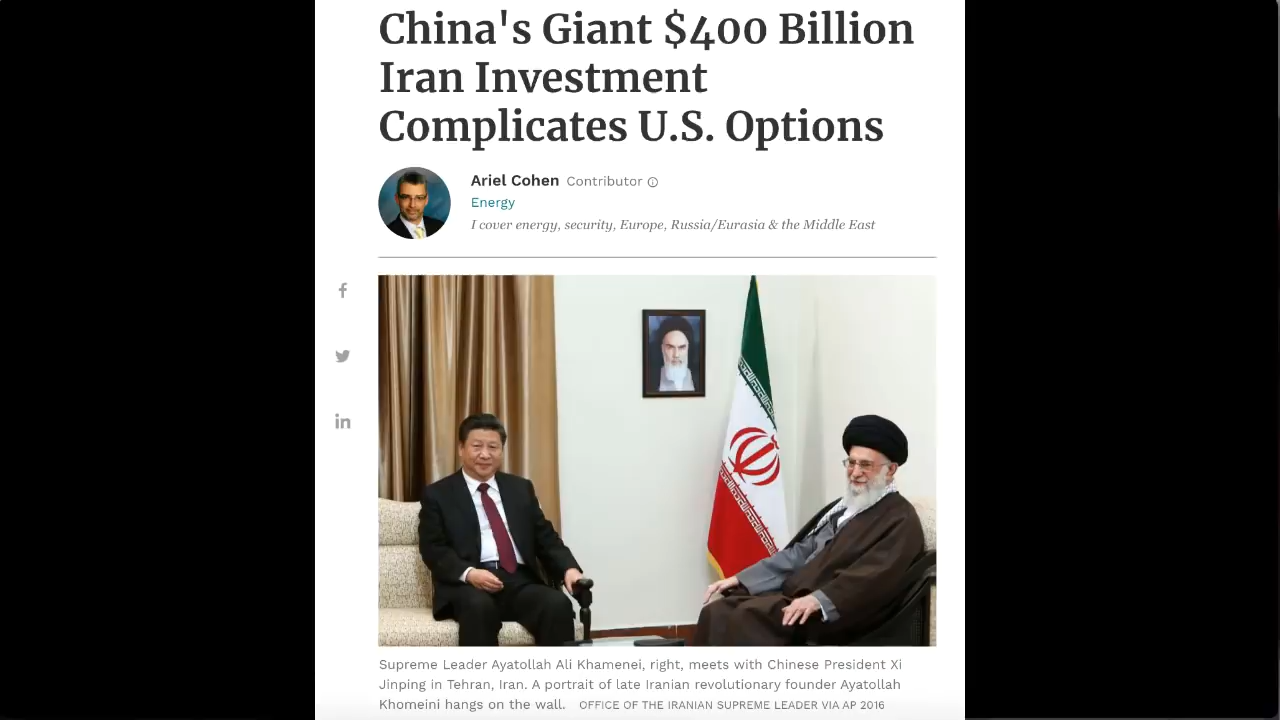 China's Giant $400 Billion
Iran Investment
Complicates U.S. Options
Ariel Cohen Contributor
Energy
I cover energy, security, Europe, Russia/Eurasia & the Middle East
Supreme Leader Ayatollah Ali Khamenei, right, meets with Chinese President Xi
Jinping in Tehran, Iran. A portrait of late Iranian revolutionary founder Ayatollah
Khomeini hangs on the wall. OFFICE OF THE IRANIAN SUPREME LEADER VIA AP 2016